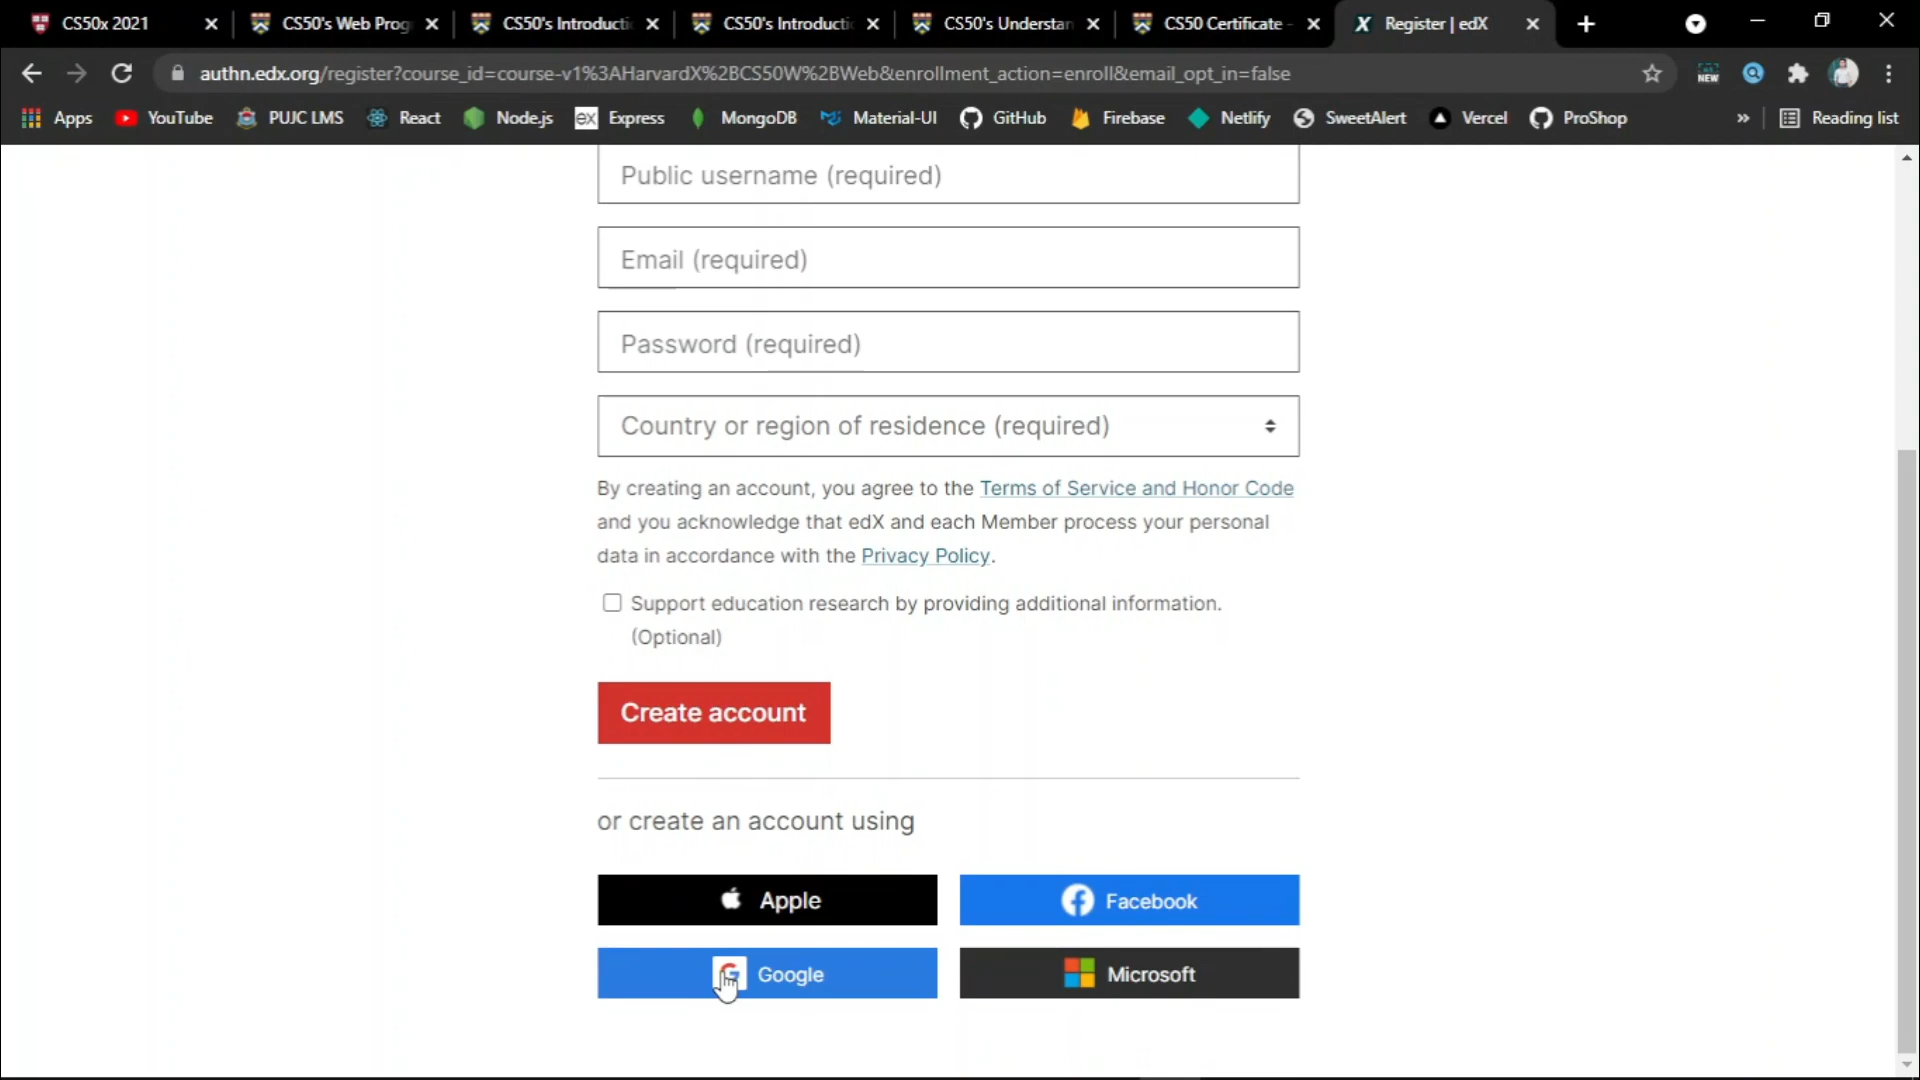 CS50x 2021
CS50's Web Prog
CS50's Introducti
CS50's Introducti
CS50's Understan
CS50 Certificate -
Register | edX
authn.edx.org/register?course_id=course-v1%3AHarvardX%2BCS50W%2BWeb&enrollment_action=enroll&email_opt_in=false
NEW
Apps
YouTube
PUJC LMS
React
Node.js
ex Express
MongoDB
Material-UI
GitHub
Firebase
Netlify
SweetAlert
Vercel
ProShop
»
Reading list
Public username (required)
Email (required)
Password (required)
Country or region of residence (required)
By creating an account, you agree to the Terms of Service and Honor Code
and you acknowledge that edX and each Member process your personal
data in accordance with the Privacy Policy.
Support education research by providing additional information.
(Optional)
Create account
or create an account using
Apple
Facebook
Google
Microsoft